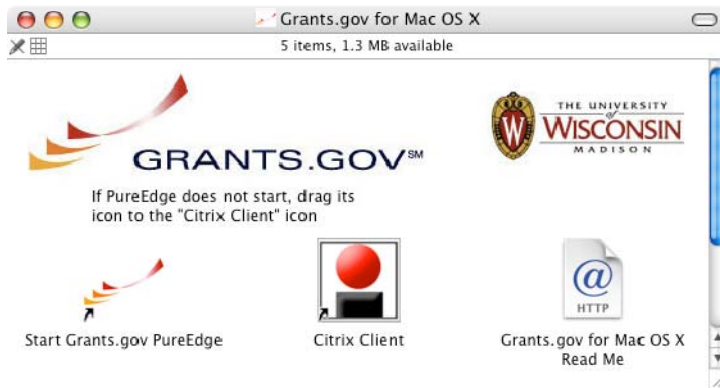 Grants.gov for Mac OS X
5 items, 1.3 MB available
GRANTS.GOV℠
THE UNIVERSITY
of
WISCONSIN
MADISON
W
If PureEdge does not start, drag its
icon to the "Citrix Client" icon
@
HTTP
Start Grants.gov PureEdge
Citrix Client
Grants.gov for Mac OS X
Read Me